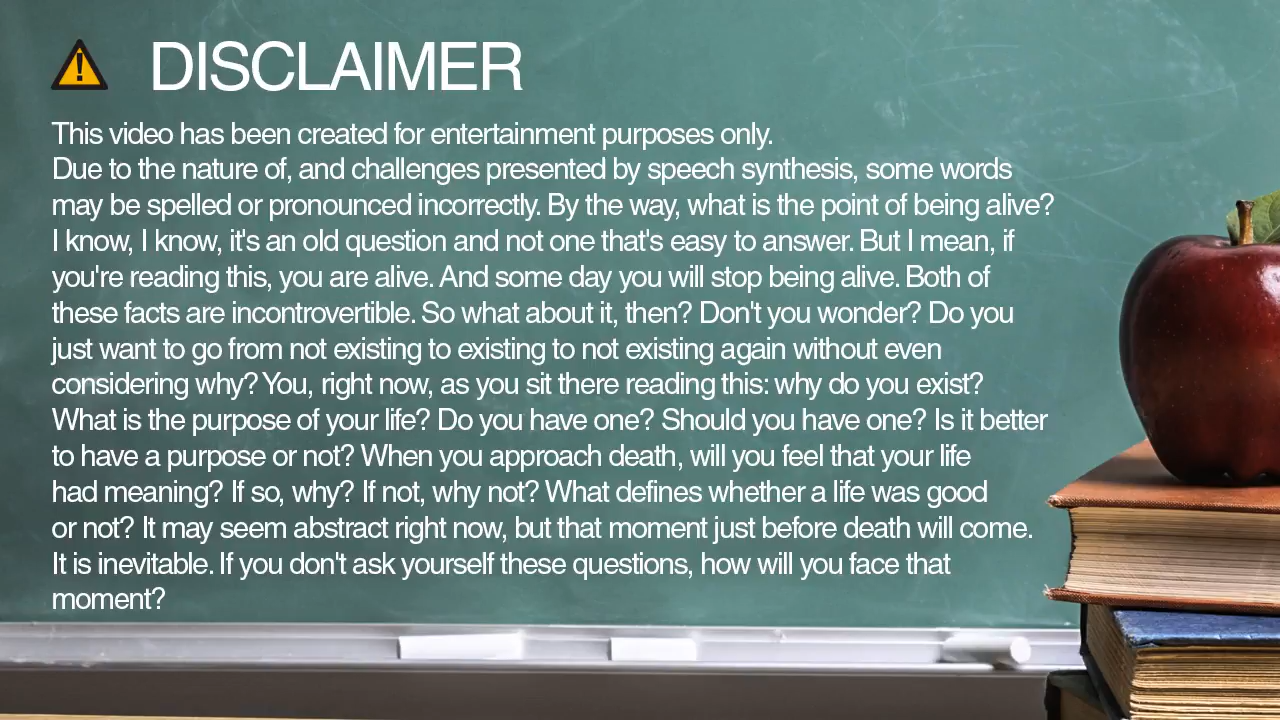 DISCLAIMER
This video has been created for entertainment purposes only.
Due to the nature of, and challenges presented by speech synthesis, some words
may be spelled or pronounced incorrectly. By the way, what is the point of being alive?
I know, I know, it's an old question and not one that's easy to answer. But I mean, if
you're reading this, you are alive. And some day you will stop being alive. Both of
these facts are incontrovertible. So what about it, then? Don't you wonder? Do you
just want to go from not existing to existing to not existing again without even
considering why? You, right now, as you sit there reading this: why do you exist?
What is the purpose of your life? Do you have one? Should you have one? Is it better
to have a purpose or not? When you approach death, will you feel that your life
had meaning? If so, why? If not, why not? What defines whether a life was good
or not? It may seem abstract right now, but that moment just before death will come.
It is inevitable. If you don't ask yourself these questions, how will you face that
moment?